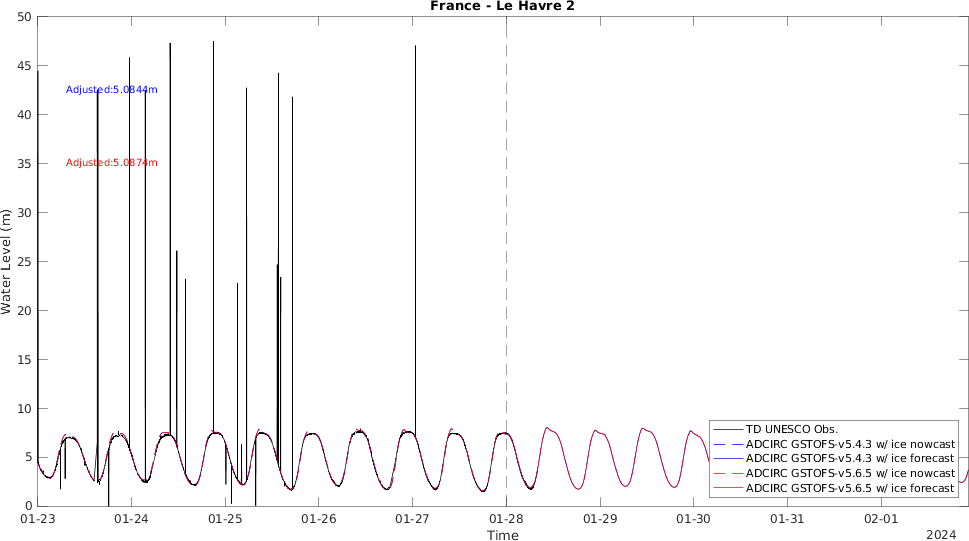 France - Le Havre 2
50
45
40
35
30
25
20
15
10
5
0
Water Level (m)
Adjusted:5.0844m
Adjusted:5.0874m
TD UNESCO Obs.
ADCIRC GSTOFS-v5.4.3 w/ ice nowcast
ADCIRC GSTOFS-v5.4.3 w/ ice forecast
ADCIRC GSTOFS-v5.6.5 w/ ice nowcast
ADCIRC GSTOFS-v5.6.5 w/ ice forecast
01-23 01-24 01-25 01-26 01-27 01-28 01-29 01-30 01-31 02-01
Time
2024